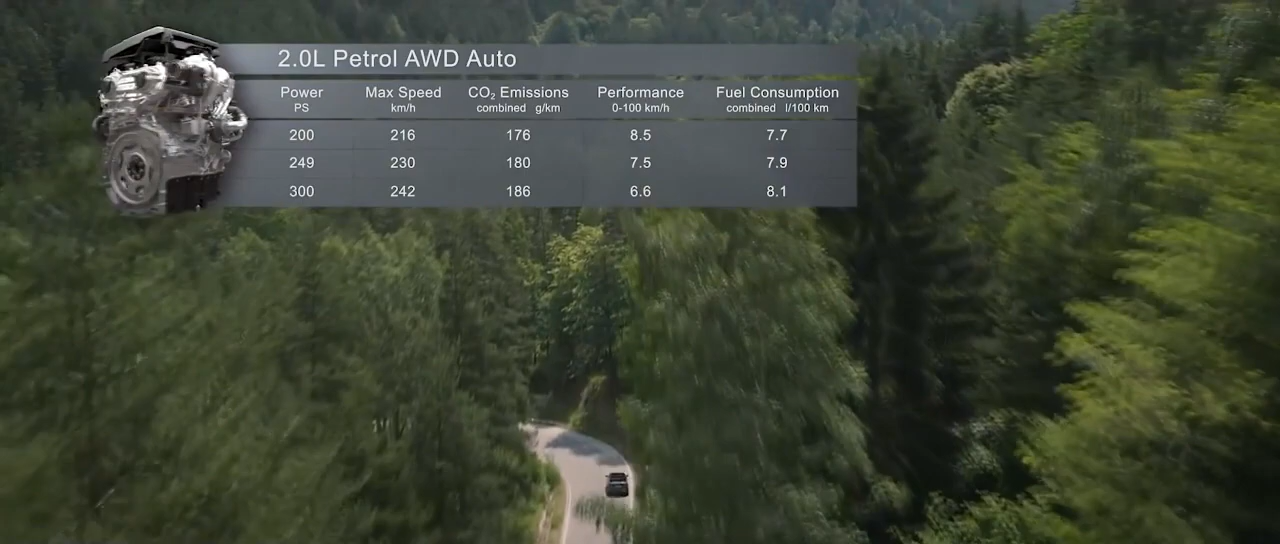 2.0L Petrol AWD Auto
Power Max Speed CO₂ Emissions Performance Fuel Consumption
PS km/h combined g/km 0-100 km/h combined l/100 km
200 216 176 8.5 7.7
249 230 180 7.5 7.9
300 242 186 6.6 8.1